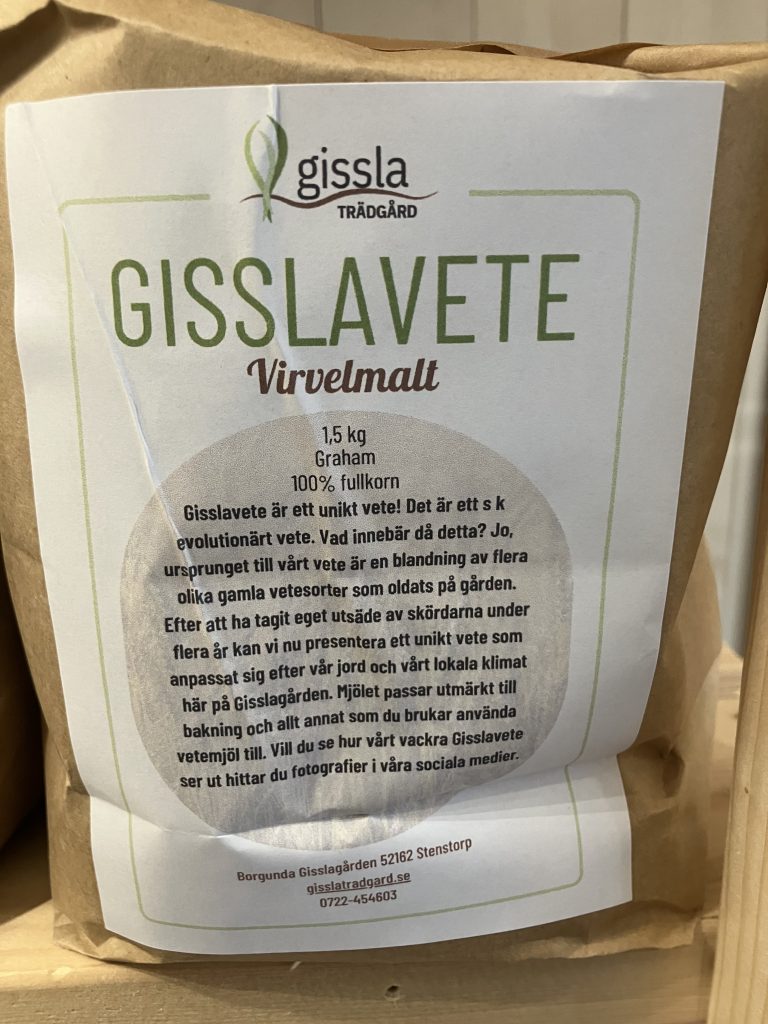 gissla
TRÄDGÅRD
GISSLAVETE
Virvelmalt
1,5 kg
Graham
100% fullkorn
Gisslavete är ett unikt vete! Det är ett s k
evolutionärt vete. Vad innebär då detta? Jo,
ursprunget till vårt vete är en blandning av flera
olika gamla vetesorter som oldats på gården.
Efter att ha tagit eget utsäde av skördarna under
flera år kan vi nu presentera ett unikt vete som
anpassat sig efter vår jord och vårt lokala klimat
här på Gisslagården. Mjölet passar utmärkt till
bakning och allt annat som du brukar använda
vetemjöl till. Vill du se hur vårt vackra Gisslavete
ser ut hittar du fotografier i våra sociala medier.
Borgunda Gisslagården 52162 Stenstorp
gisslatradgard.se
0722-454603